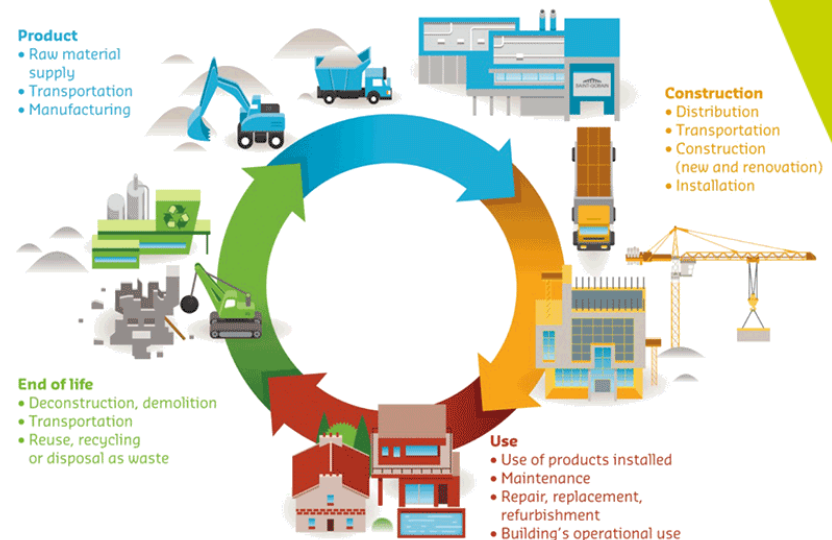 Product
• Raw material
supply
• Transportation
• Manufacturing
SAINT-GOBAIN
Construction
• Distribution
• Transportation
• Construction
(new and renovation)
• Installation
End of life
• Deconstruction, demolition
• Transportation
• Reuse, recycling
or disposal as waste
Use
• Use of products installed
• Maintenance
• Repair, replacement,
refurbishment
• Building's operational use